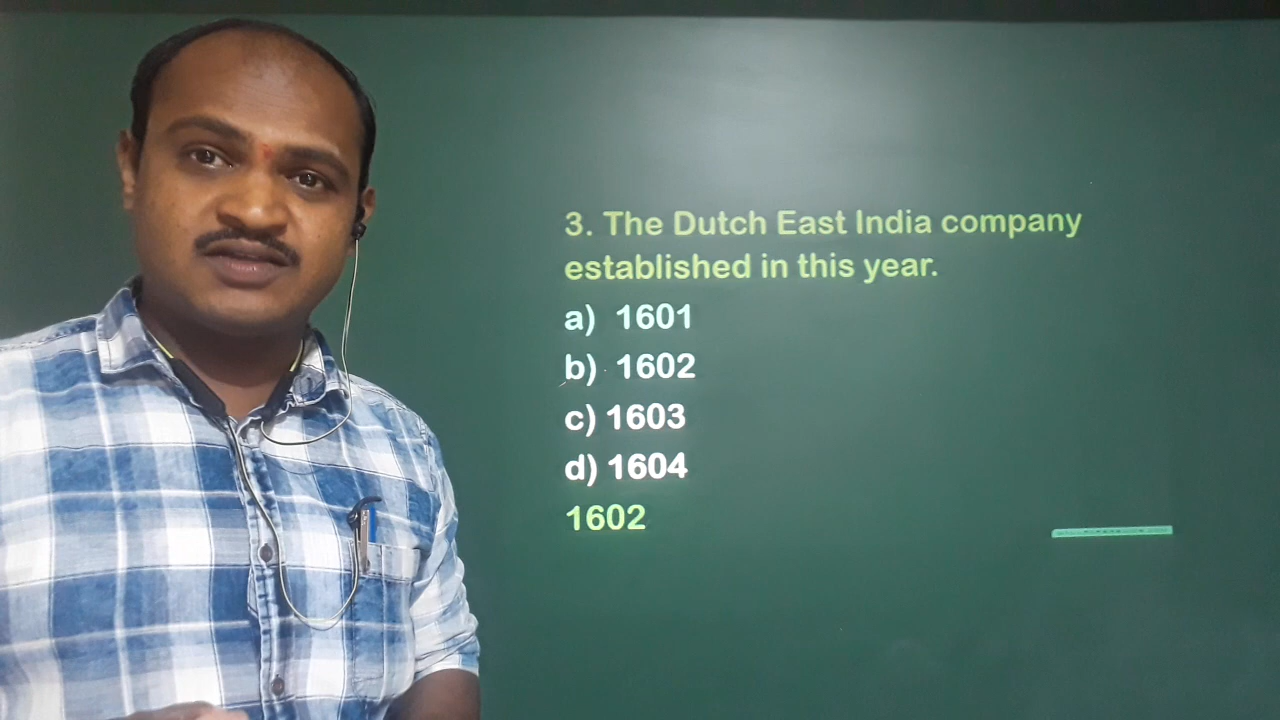 3. The Dutch East India company
established in this year.
a) 1601
b) 1602
c) 1603
d) 1604
1602